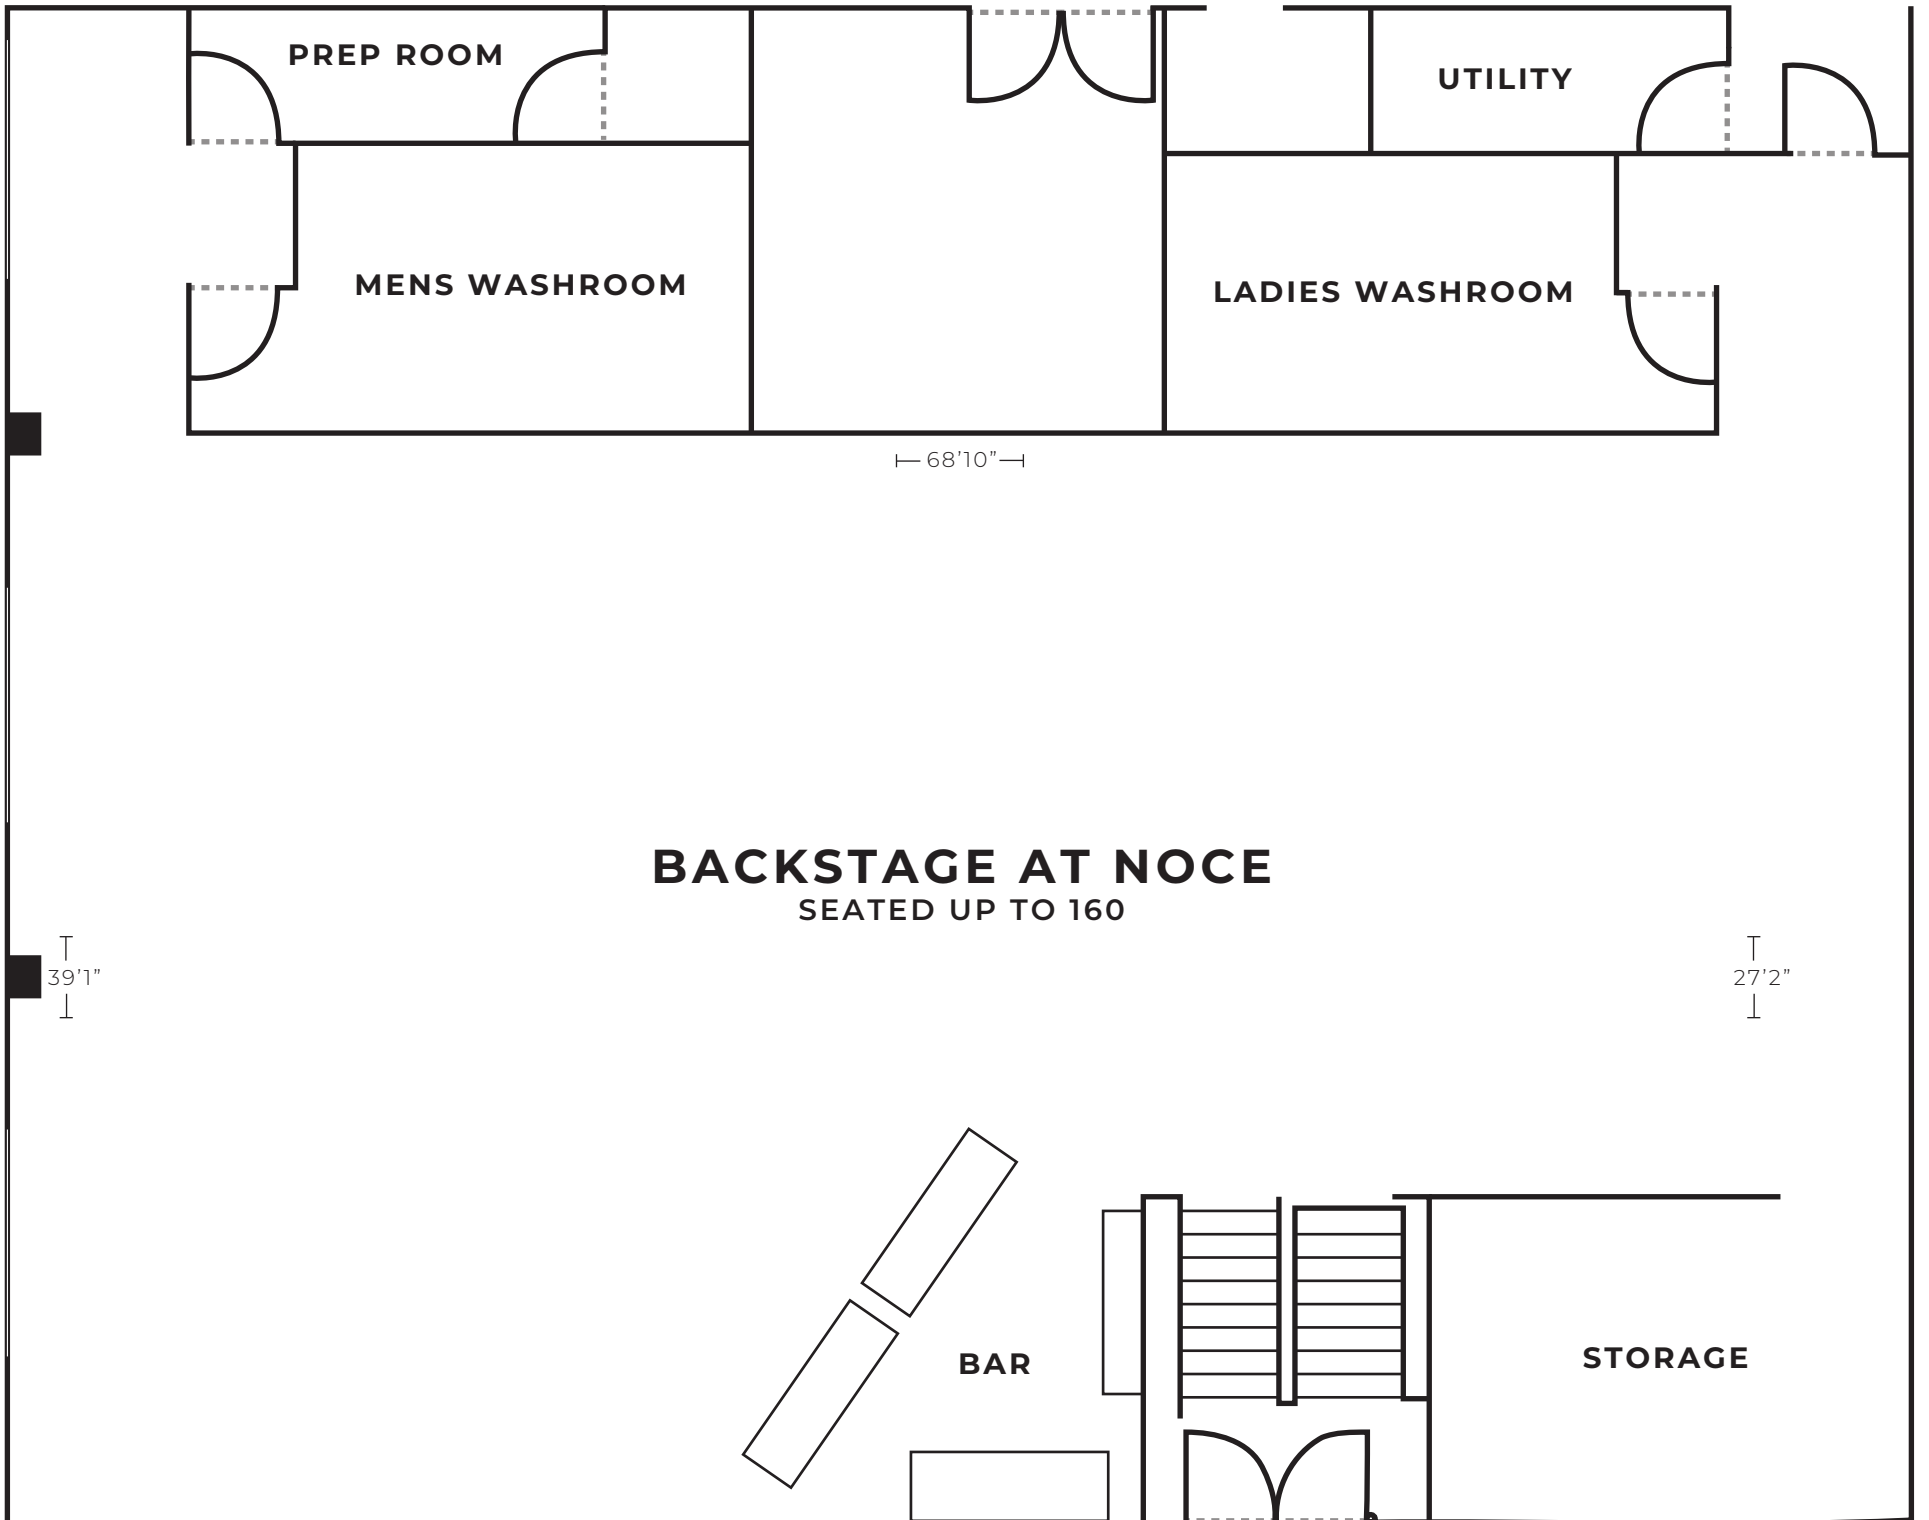 PREP ROOM
UTILITY
MENS WASHROOM
LADIES WASHROOM
68’10”
BACKSTAGE AT NOCE
SEATED UP TO 160
39’1”
27’2”
BAR
STORAGE